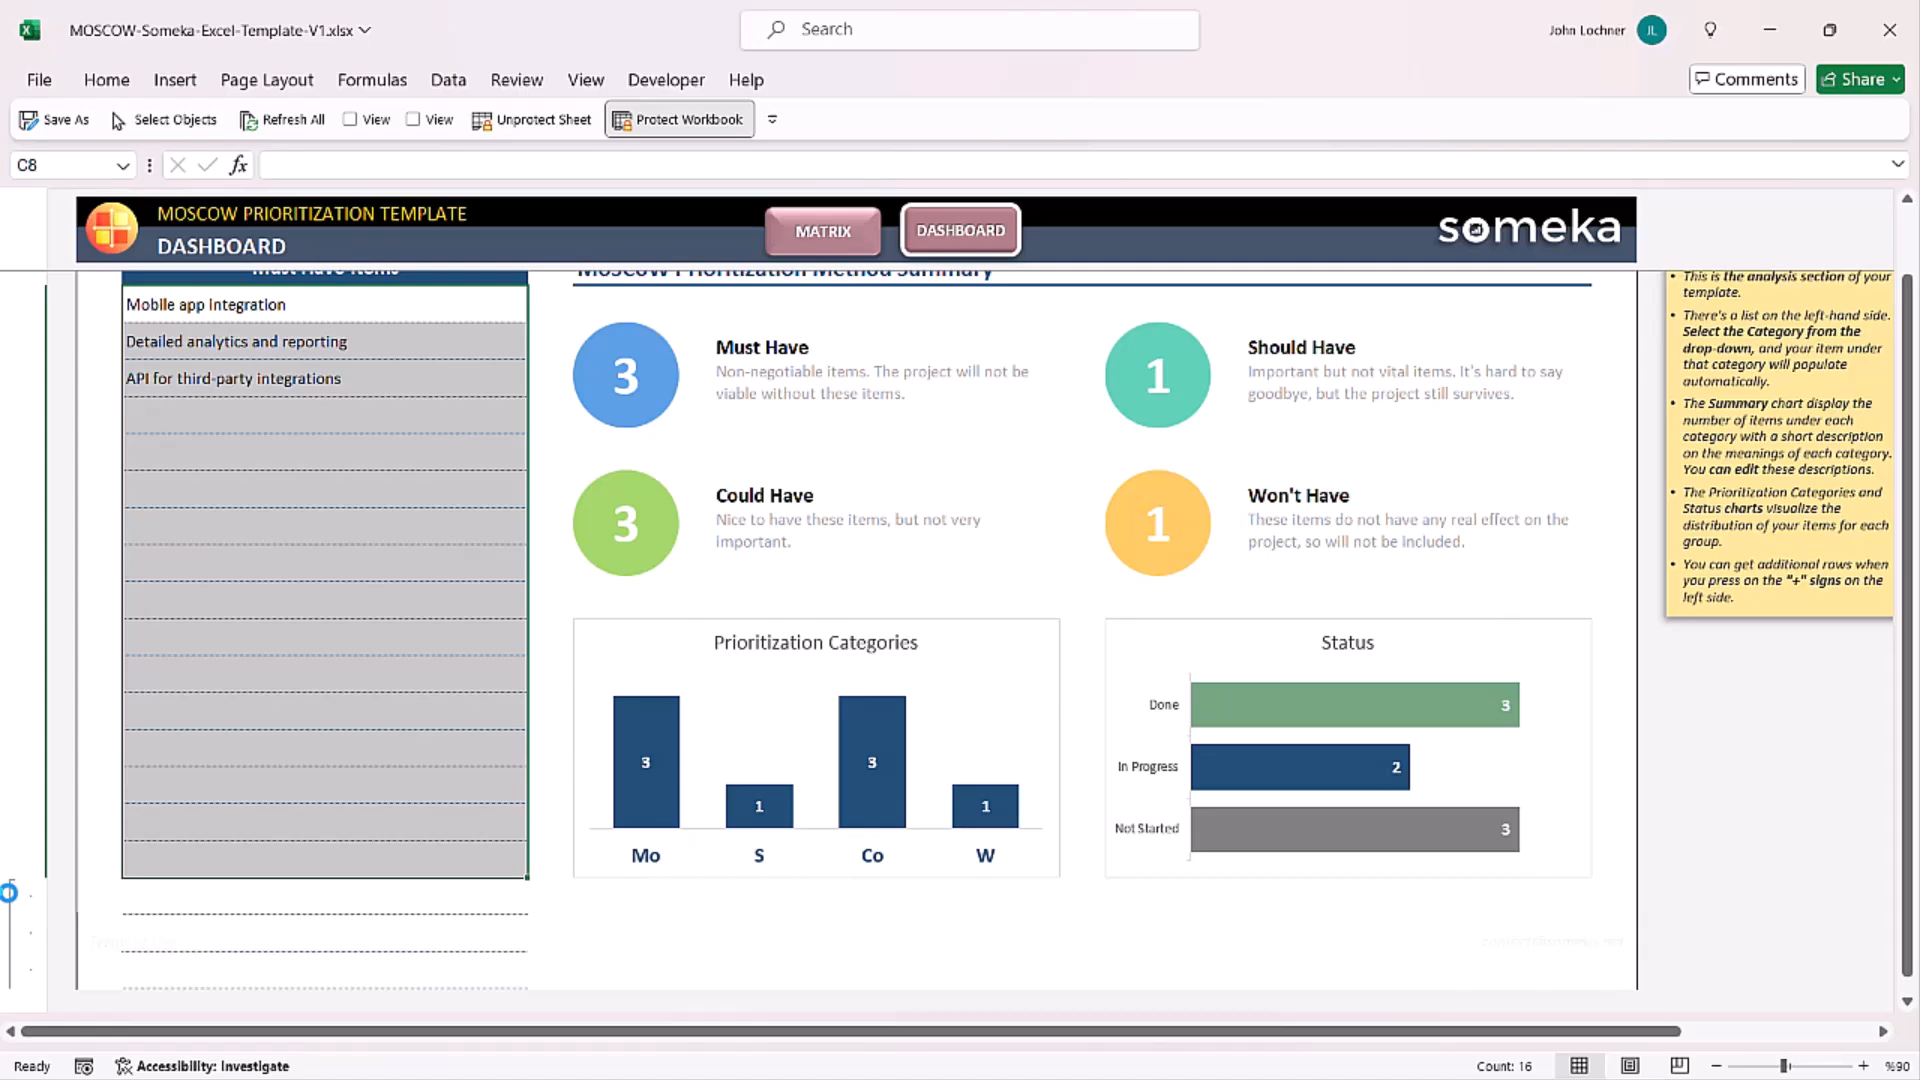 MOSCOW-Someka-Excel-Template-V1.xlsx
Search
John Lochner
JL
File Home Insert Page Layout Formulas Data Review View Developer Help
Comments
Share
Save As Select Objects Refresh All View View Unprotect Sheet Protect Workbook
C8
fx
MOSCOW PRIORITIZATION TEMPLATE
DASHBOARD
MATRIX
DASHBOARD
someka
Must Have Items
Mobile app integration
Detailed analytics and reporting
API for third-party integrations
MoSCoW Prioritization Method Summary
3
Must Have
Non-negotiable items. The project will not be
viable without these items.
1
Should Have
Important but not vital items. It's hard to say
goodbye, but the project still survives.
3
Could Have
Nice to have these items, but not very
important.
1
Won't Have
These items do not have any real effect on the
project, so will not be included.
Prioritization Categories
3 1 3 1
Mo S Co W
Status
Done 3
In Progress 2
Not Started 3
• This is the analysis section of your
template.
• There's a list on the left-hand side.
Select the Category from the
drop-down, and your item under
that category will populate
automatically.
• The Summary chart display the
number of items under each
category with a short description
on the meanings of each category.
You can edit these descriptions.
• The Prioritization Categories and
Status charts visualize the
distribution of your items for each
group.
• You can get additional rows when
you press on the "+" signs on the
left side.
Ready
Accessibility: Investigate
Count: 16
%90